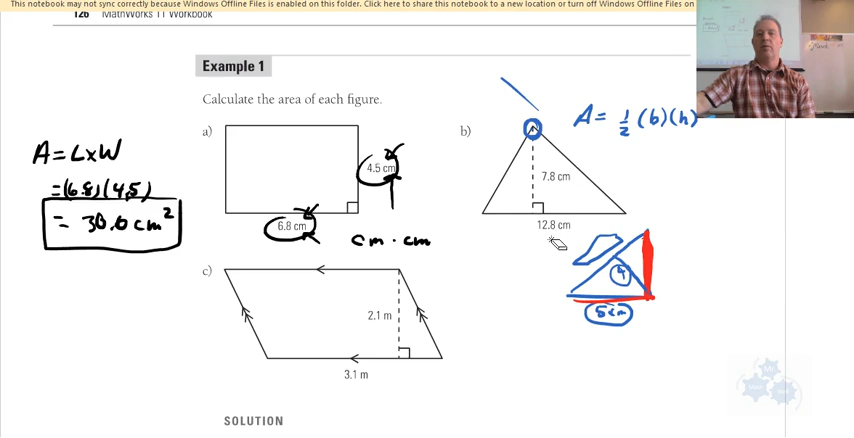 This notebook may not sync correctly because Windows Offline Files is enabled on this folder. Click here to share this notebook to a new location or turn off Windows Offline Files on
126 MathWorks 11 Workbook
Example 1
Calculate the area of each figure.
a)
4.5 cm
6.8 cm
cm · cm
A = L×W
= (6.8)(4.5)
= 30.6 cm²
b)
A = 1/2 (b)(h)
7.8 cm
12.8 cm
4
5 cm
c)
2.1 m
3.1 m
SOLUTION